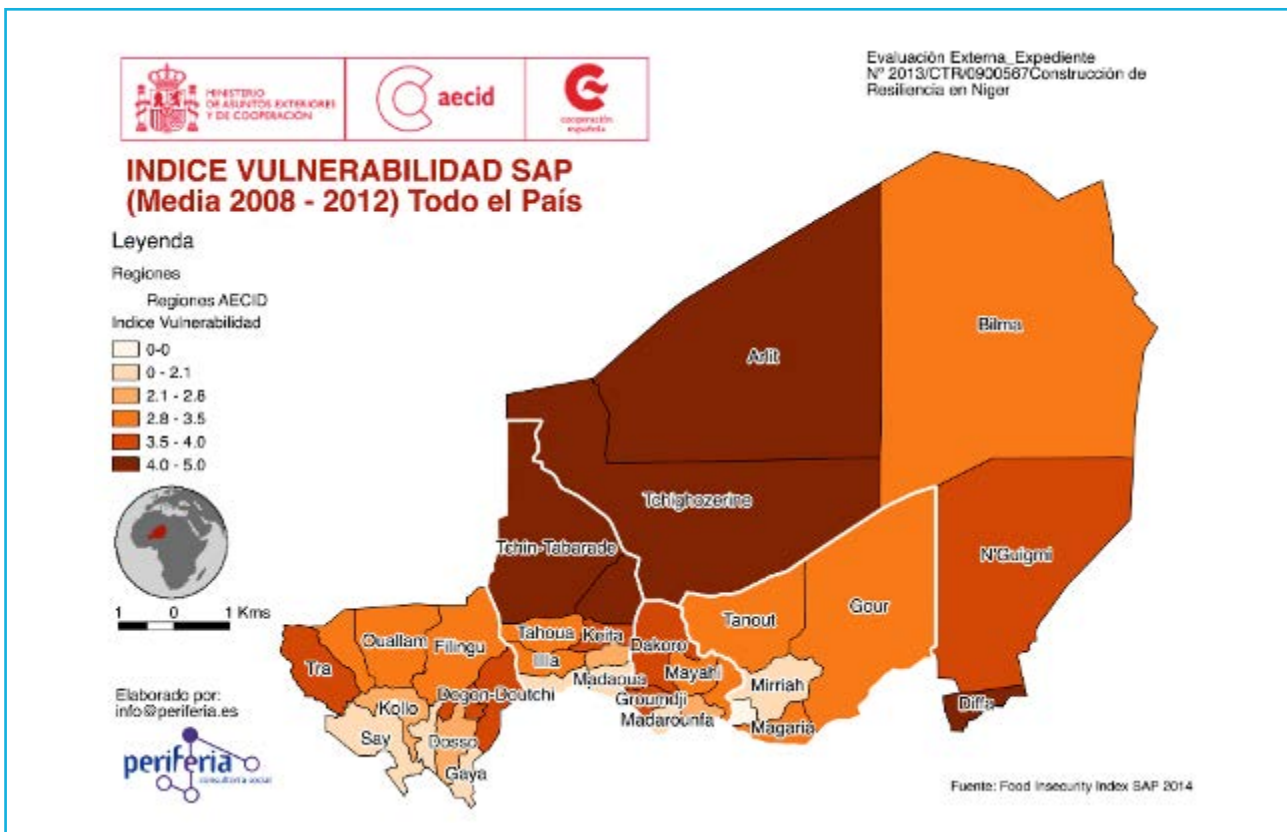 MINISTERIO
DE ASUNTOS EXTERIORES
Y DE COOPERACIÓN
aecid
cooperación
española
Evaluación Externa_Expediente
Nº 2013/CTR/0900567Construcción de
Resiliencia en Niger
INDICE VULNERABILIDAD SAP
(Media 2008 - 2012) Todo el País
Leyenda
Regiones
Regiones AECID
Indice Vulnerabilidad
0-0
0 - 2.1
2.1 - 2.8
2.8 - 3.5
3.5 - 4.0
4.0 - 5.0
1 0 1 Kms
Elaborado por:
info@periferia.es
periferia
consultoría social
Arlit
Bilma
Tchighozerine
Tchin-Tabarade
N'Guigmi
Gour
Tanout
Ouallam
Filingu
Tahoua
Keita
Dakoro
Tra
Illa
Mayahi
Madaoua
Mirriah
Dogon-Doutchi
Groumdji
Diffa
Kollo
Madarounfa
Magaria
Say
Dosso
Gaya
Fuente: Food Insecurity Index SAP 2014